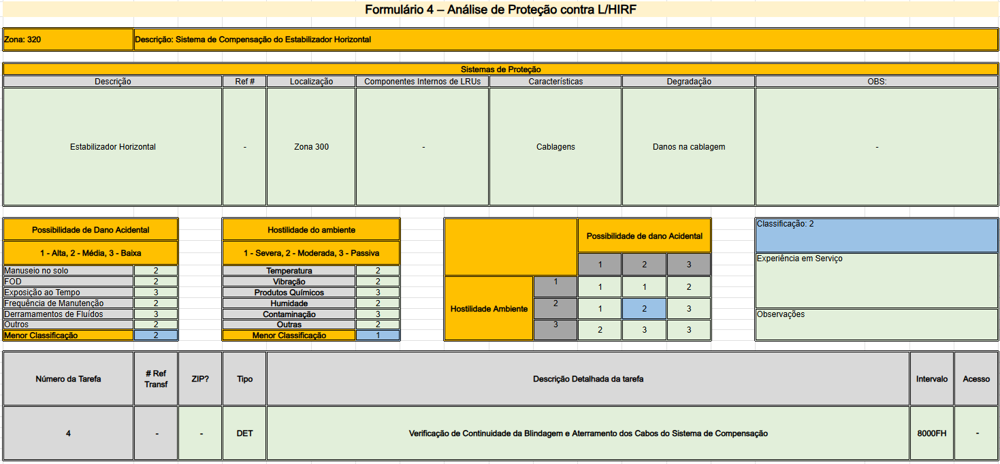 Formulário 4 – Análise de Proteção contra L/HIRF
Zona: 320 Descrição: Sistema de Compensação do Estabilizador Horizontal
Sistemas de Proteção
Descrição Ref # Localização Componentes Internos de LRUs Características Degradação OBS:
Estabilizador Horizontal - Zona 300 - Cablagens Danos na cablagem -
Possibilidade de Dano Acidental
1 - Alta, 2 - Média, 3 - Baixa
Manuseio no solo 2
FOD 2
Exposição ao Tempo 3
Frequência de Manutenção 2
Derramamentos de Fluídos 3
Outros 2
Menor Classificação 2
Hostilidade do ambiente
1 - Severa, 2 - Moderada, 3 - Passiva
Temperatura 2
Vibração 2
Produtos Químicos 3
Humidade 2
Contaminação 3
Outras 2
Menor Classificação 1
Possibilidade de dano Acidental
1 2 3
Hostilidade Ambiente
1 1 1 2
2 1 2 3
3 2 3 3
Classificação: 2
Experiência em Serviço
Observações
Número da Tarefa # Ref Transf ZIP? Tipo Descrição Detalhada da tarefa Intervalo Acesso
4 - - DET Verificação de Continuidade da Blindagem e Aterramento dos Cabos do Sistema de Compensação 8000FH -